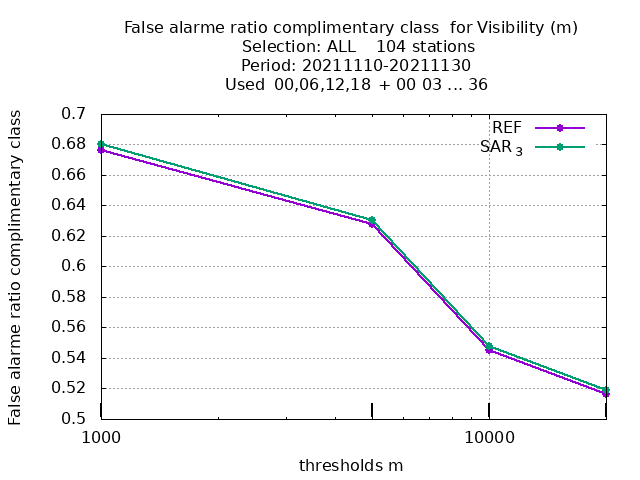 False alarme ratio complimentary class  for Visibility (m)
Selection: ALL    104 stations
Period: 20211110-20211130
Used  00,06,12,18 + 00 03 ... 36
False alarme ratio complimentary class
0.7
0.68
0.66
0.64
0.62
0.6
0.58
0.56
0.54
0.52
0.5
REF
SAR 3
1000
10000
thresholds m